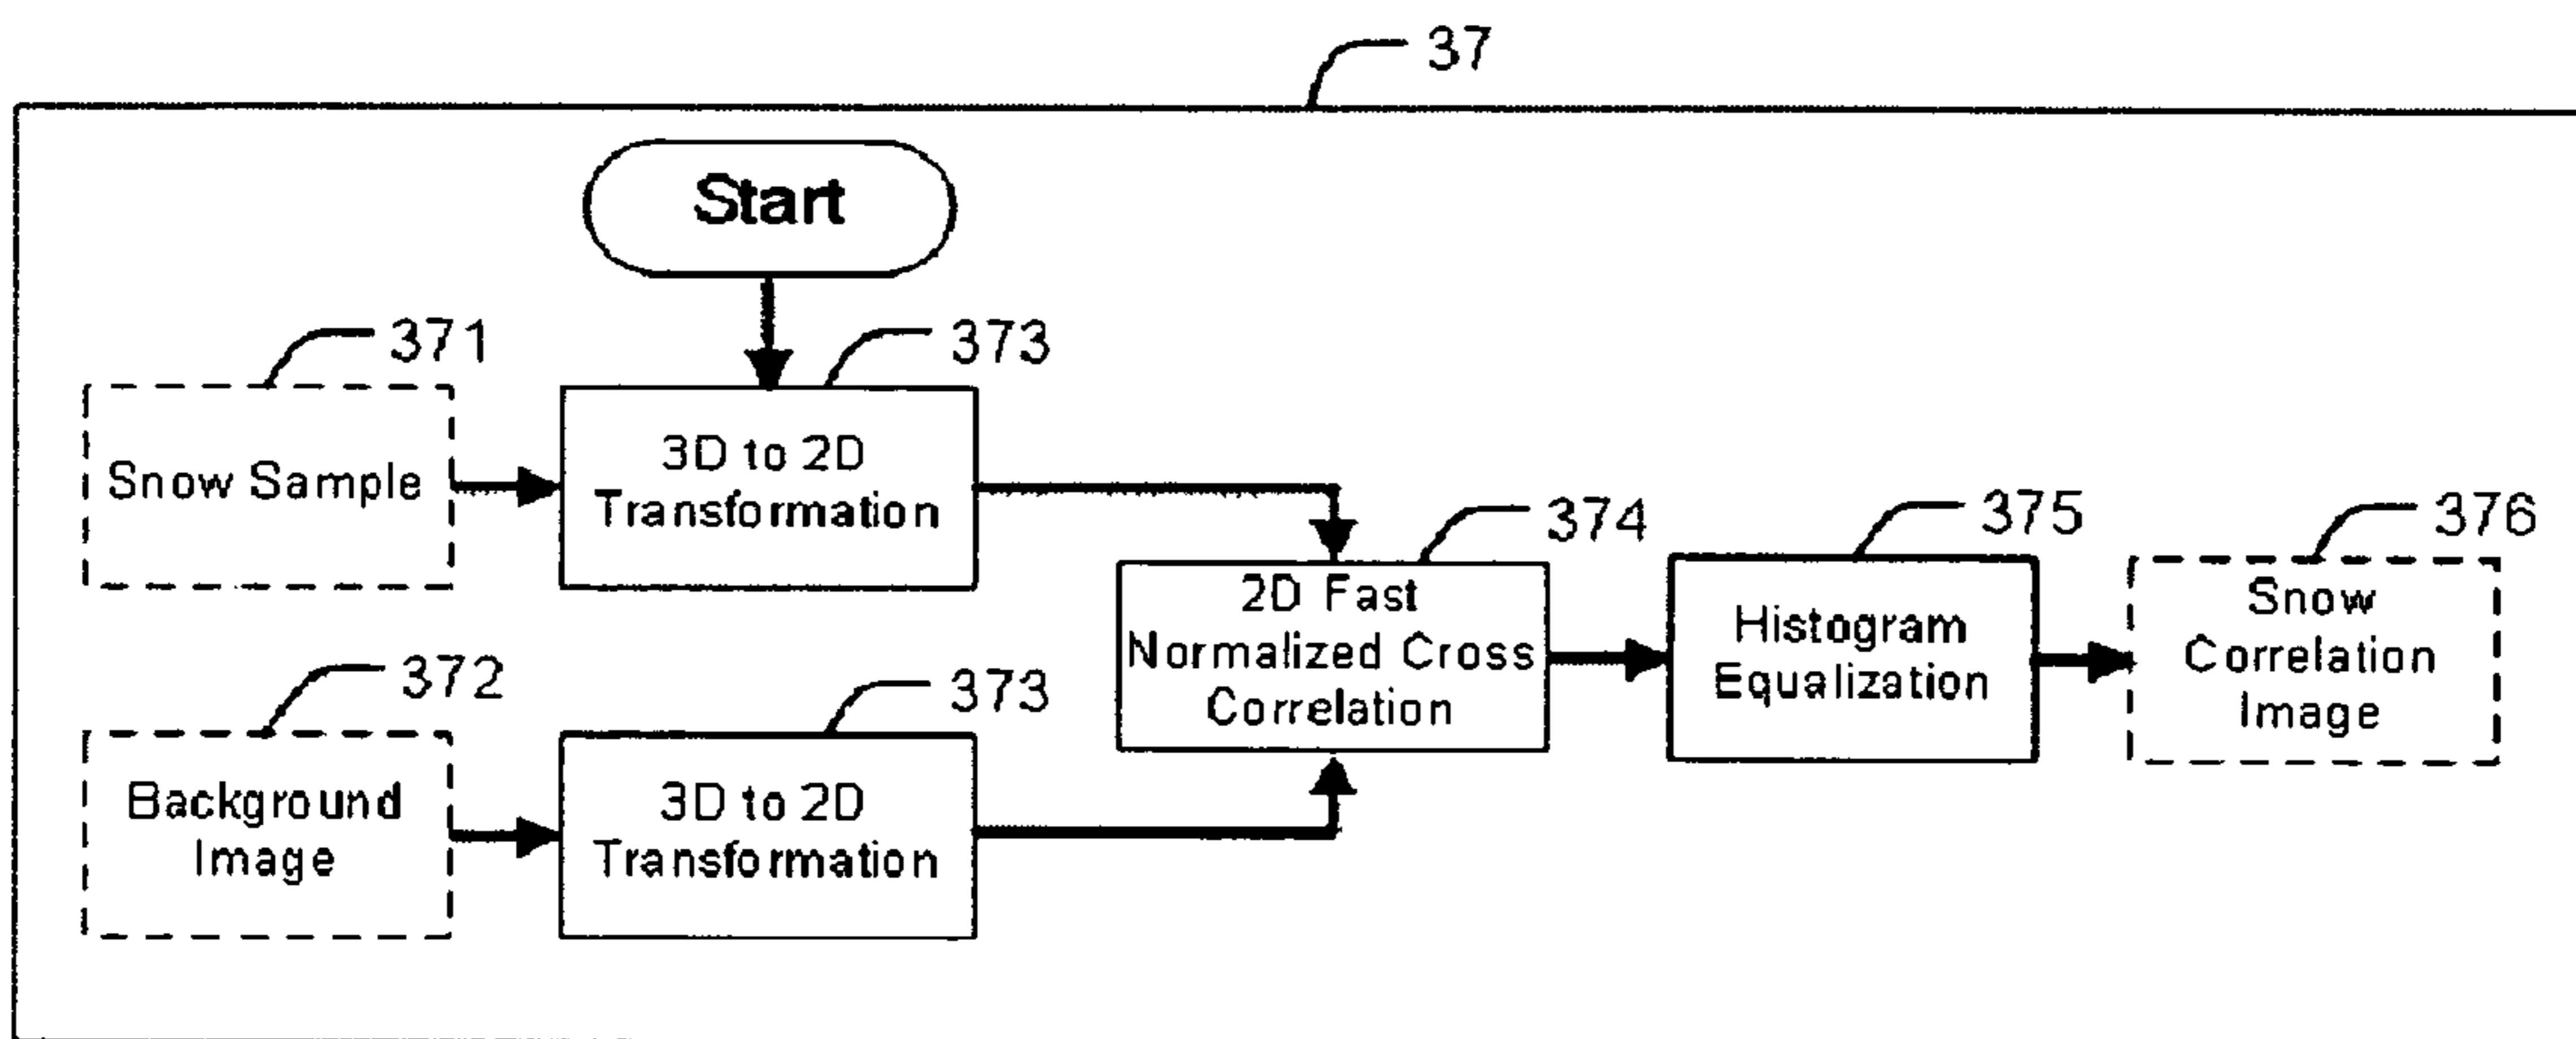 37
Start
371
373
Snow Sample
3D to 2D
Transformation
374
375
376
2D Fast
Normalized Cross
Correlation
Histogram
Equalization
Snow
Correlation
Image
372
373
Background
Image
3D to 2D
Transformation